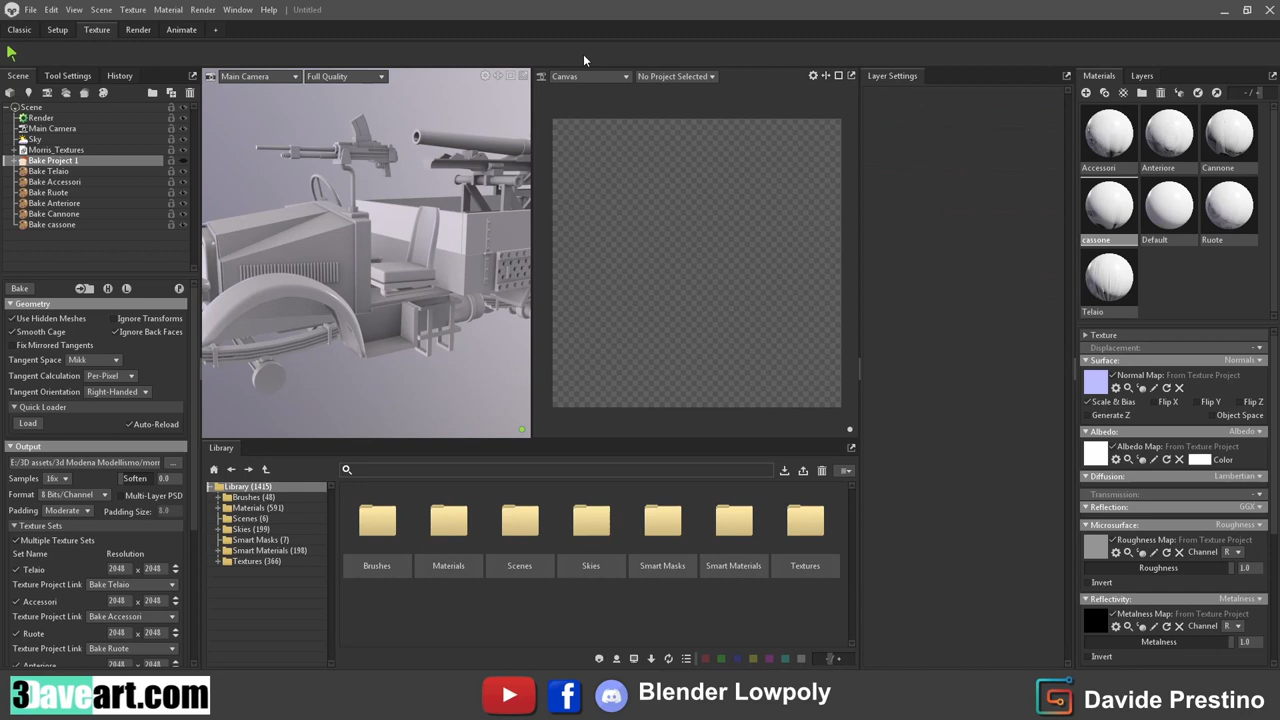 File Edit View Scenes Texture Material Render Window Help Untitled
Classic Setup Texture Render Animate +
Scene Tool Settings History
Main Camera Full Quality
Canvas No Project Selected
Layer Settings
Materials Layers
Scene
Render
Main Camera
Sky
Morris_Textures
Bake Project 1
Bake Telaio
Bake Accessori
Bake Ruote
Bake Anteriore
Bake Cannone
Bake cassone
Bake
Geometry
Use Hidden Meshes Ignore Transforms
Smooth Cage Ignore Back Faces
Fix Mirrored Tangents
Tangent Space Mikk
Tangent Calculation Per-Pixel
Tangent Orientation Right-Handed
Quick Loader
Load Auto-Reload
Output
E:/3D assets/3d Modena Modellismo/morr ...
Samples 16x Soften 0.0
Format 8 Bits/Channel Multi-Layer PSD
Padding Moderate Padding Size: 8.0
Texture Sets
Multiple Texture Sets
Set Name Resolution
Telaio 2048 x 2048
Texture Project Link Bake Telaio
Accessori 2048 x 2048
Texture Project Link Bake Accessori
Ruote 2048 x 2048
Texture Project Link Bake Ruote
Anteriore 2048 x 2048
Library
Library (1415)
Brushes (48)
Materials (591)
Scenes (6)
Skies (199)
Smart Masks (7)
Smart Materials (198)
Textures (366)
Brushes Materials Scenes Skies Smart Masks Smart Materials Textures
Accessori Anteriore Cannone
cassone Default Ruote
Telaio
Texture
Displacement:
Surface: Normals
Normal Map: From Texture Project
Scale & Bias Flip X Flip Y Flip Z
Generate Z Object Space
Albedo: Albedo
Albedo Map: From Texture Project
Color
Diffusion: Lambertian
Transmission:
Reflection: GGX
Microsurface: Roughness
Roughness Map: From Texture Project
Channel R
Roughness 1.0
Invert
Reflectivity: Metalness
Metalness Map: From Texture Project
Channel R
Metalness 1.0
Invert
3Daveart.com
Blender Lowpoly
Davide Prestino